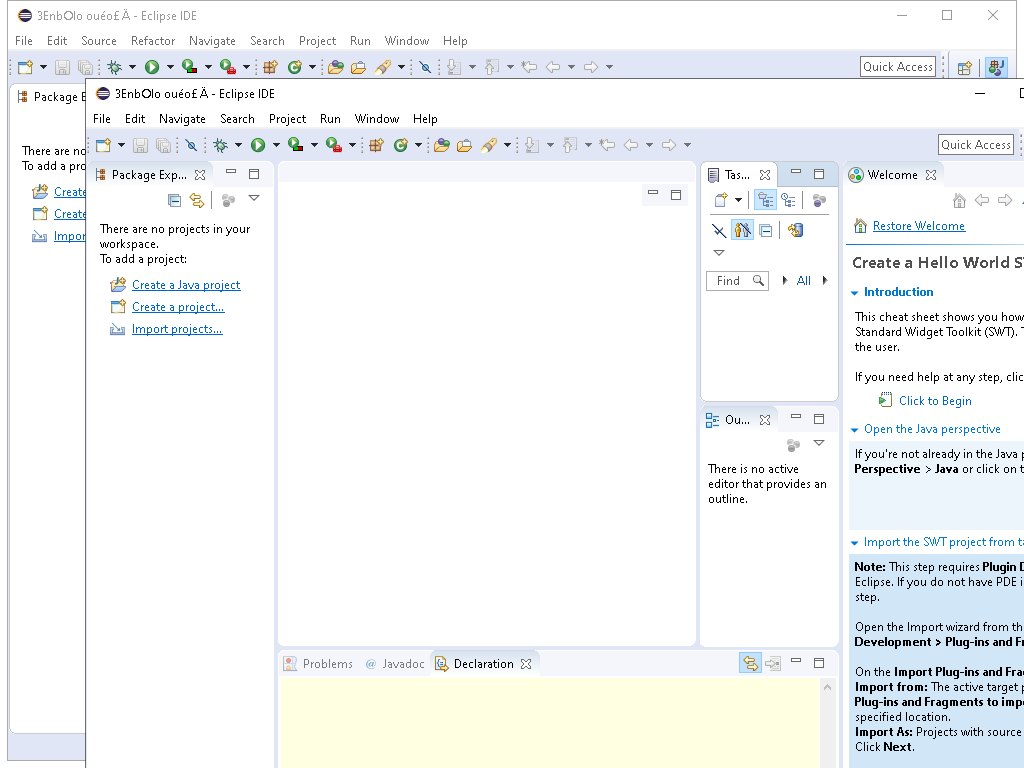 3EnbOlo ouéo£ Ä - Eclipse IDE
File Edit Source Refactor Navigate Search Project Run Window Help
Quick Access
Package E
There are no
To add a pro
Create
Create
Impor
3EnbOlo ouéo£ Ä - Eclipse IDE
File Edit Navigate Search Project Run Window Help
Quick Access
Package Exp...
There are no projects in your
workspace.
To add a project:
Create a Java project
Create a project...
Import projects...
Tas...
Find
All
Ou...
There is no active
editor that provides an
outline.
Problems @ Javadoc Declaration
Welcome
Restore Welcome
Create a Hello World S
Introduction
This cheat sheet shows you how
Standard Widget Toolkit (SWT). T
the user.
If you need help at any step, clic
Click to Begin
Open the Java perspective
If you're not already in the Java p
Perspective > Java or click on t
Import the SWT project from ta
Note: This step requires Plugin D
Eclipse. If you do not have PDE i
step.
Open the Import wizard from th
Development > Plug-ins and Fr
On the Import Plug-ins and Fra
Import from: The active target p
Plug-ins and Fragments to impo
specified location.
Import As: Projects with source
Click Next.